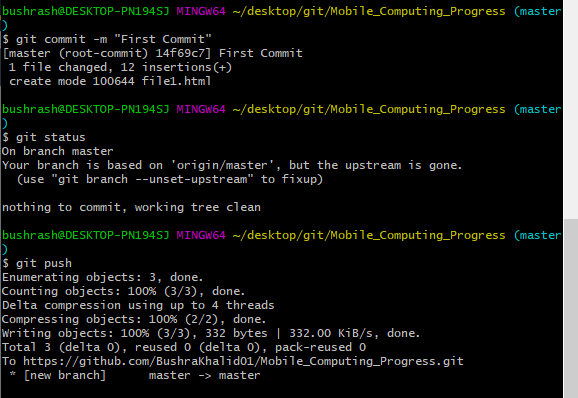 bushrash@DESKTOP-PN194SJ MINGW64 ~/desktop/git/Mobile_Computing_Progress (master
)
$ git commit -m "First Commit"
[master (root-commit) 14f69c7] First Commit
 1 file changed, 12 insertions(+)
 create mode 100644 file1.html

bushrash@DESKTOP-PN194SJ MINGW64 ~/desktop/git/Mobile_Computing_Progress (master
)
$ git status
On branch master
Your branch is based on 'origin/master', but the upstream is gone.
  (use "git branch --unset-upstream" to fixup)

nothing to commit, working tree clean

bushrash@DESKTOP-PN194SJ MINGW64 ~/desktop/git/Mobile_Computing_Progress (master
)
$ git push
Enumerating objects: 3, done.
Counting objects: 100% (3/3), done.
Delta compression using up to 4 threads
Compressing objects: 100% (2/2), done.
Writing objects: 100% (3/3), 332 bytes | 332.00 KiB/s, done.
Total 3 (delta 0), reused 0 (delta 0), pack-reused 0
To https://github.com/BushraKhalid01/Mobile_Computing_Progress.git
 * [new branch]      master -> master